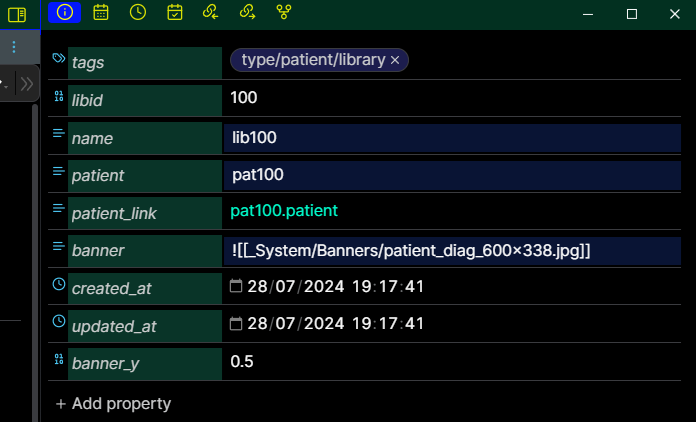 tags type/patient/library ×
libid 100
name lib100
patient pat100
patient_link pat100.patient
banner ![[_System/Banners/patient_diag_600×338.jpg]]
created_at 28/07/2024 19:17:41
updated_at 28/07/2024 19:17:41
banner_y 0.5
+ Add property